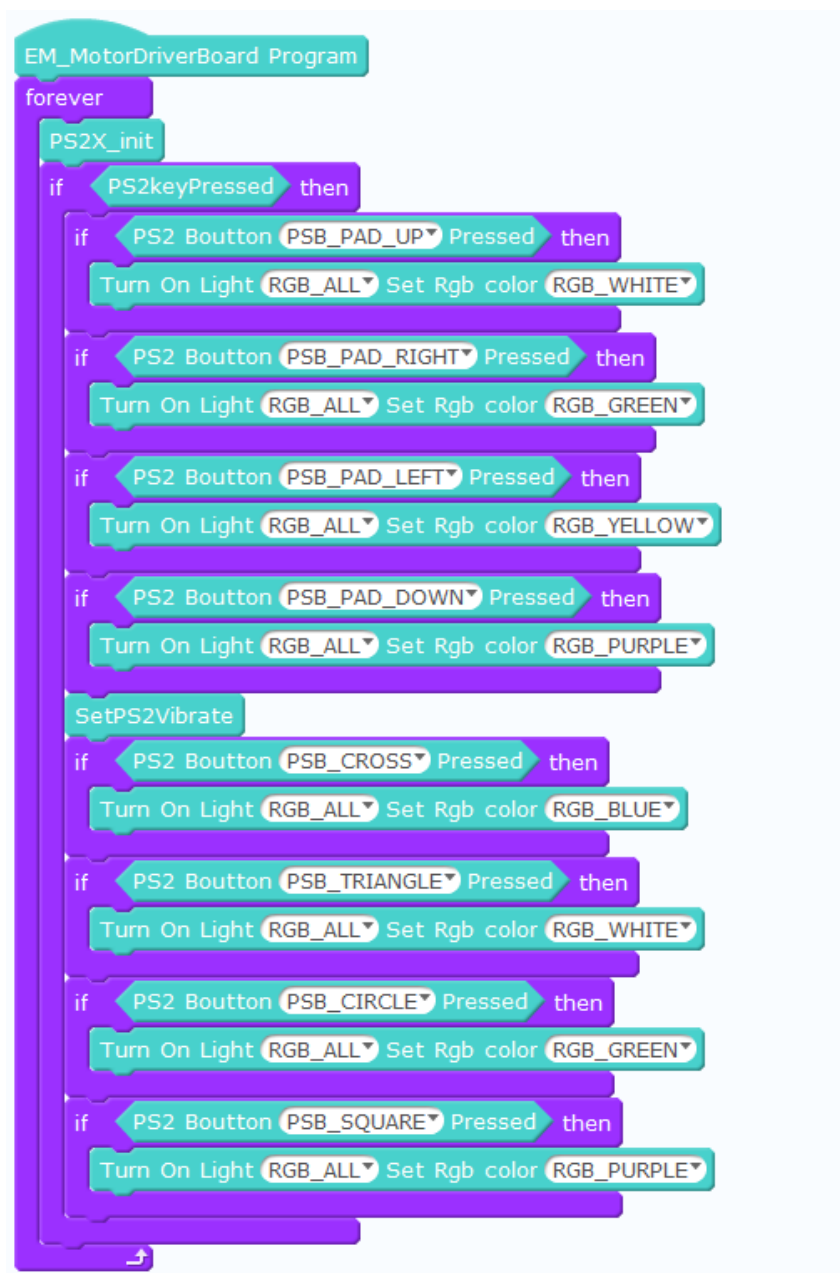 EM_MotorDriverBoard Program
forever
PS2X_init
if PS2keyPressed then
if PS2 Boutton PSB_PAD_UP Pressed then
Turn On Light RGB_ALL Set Rgb color RGB_WHITE
if PS2 Boutton PSB_PAD_RIGHT Pressed then
Turn On Light RGB_ALL Set Rgb color RGB_GREEN
if PS2 Boutton PSB_PAD_LEFT Pressed then
Turn On Light RGB_ALL Set Rgb color RGB_YELLOW
if PS2 Boutton PSB_PAD_DOWN Pressed then
Turn On Light RGB_ALL Set Rgb color RGB_PURPLE
SetPS2Vibrate
if PS2 Boutton PSB_CROSS Pressed then
Turn On Light RGB_ALL Set Rgb color RGB_BLUE
if PS2 Boutton PSB_TRIANGLE Pressed then
Turn On Light RGB_ALL Set Rgb color RGB_WHITE
if PS2 Boutton PSB_CIRCLE Pressed then
Turn On Light RGB_ALL Set Rgb color RGB_GREEN
if PS2 Boutton PSB_SQUARE Pressed then
Turn On Light RGB_ALL Set Rgb color RGB_PURPLE